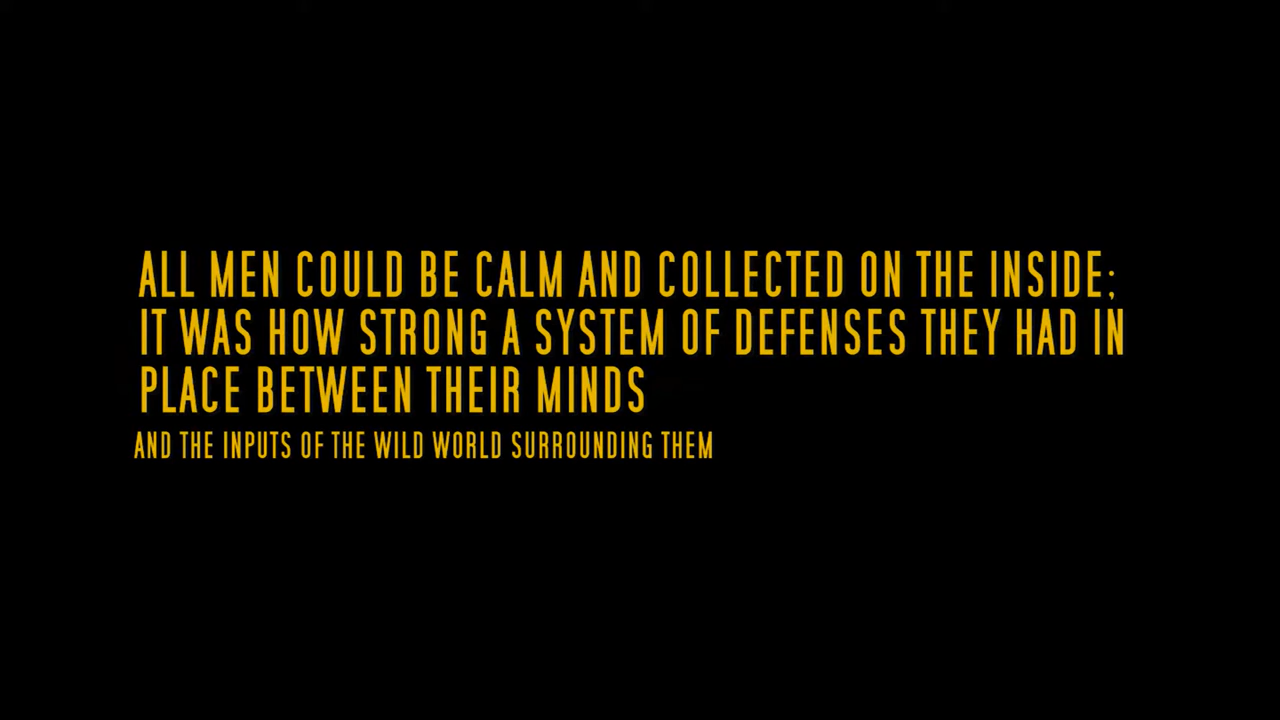 ALL MEN COULD BE CALM AND COLLECTED ON THE INSIDE;
IT WAS HOW STRONG A SYSTEM OF DEFENSES THEY HAD IN
PLACE BETWEEN THEIR MINDS
AND THE INPUTS OF THE WILD WORLD SURROUNDING THEM